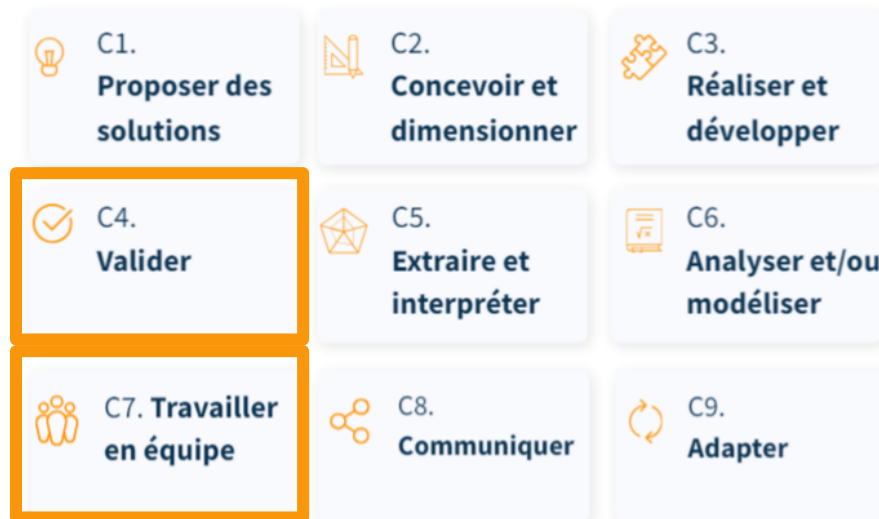 C1.
Proposer des
solutions
C2.
Concevoir et
dimensionner
C3.
Réaliser et
développer
C4.
Valider
C5.
Extraire et
interpréter
C6.
Analyser et/ou
modéliser
C7. Travailler
en équipe
C8.
Communiquer
C9.
Adapter